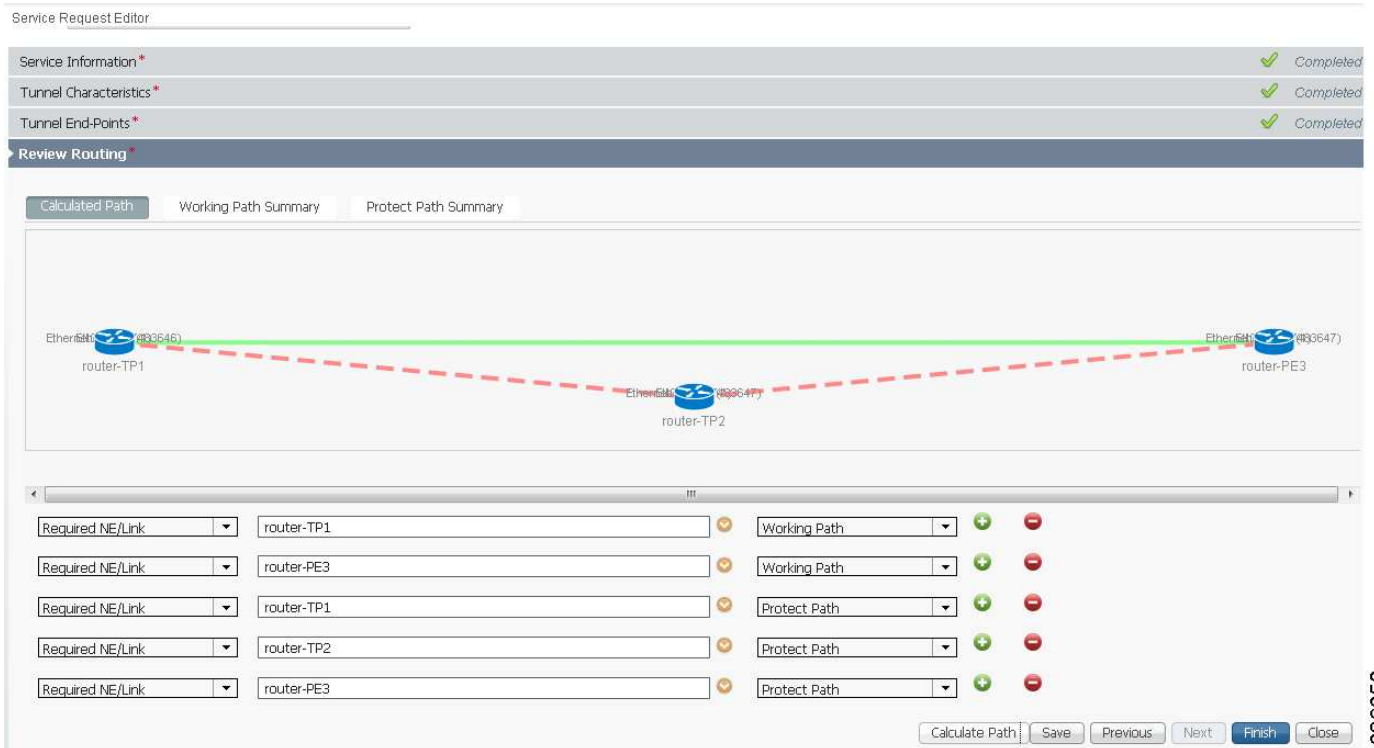 Service Request Editor
Service Information*
Completed
Tunnel Characteristics*
Completed
Tunnel End-Points*
Completed
Review Routing*
Calculated Path
Working Path Summary
Protect Path Summary
router-TP1
router-PE3
router-TP2
Required NE/Link
router-TP1
Working Path
Required NE/Link
router-PE3
Working Path
Required NE/Link
router-TP1
Protect Path
Required NE/Link
router-TP2
Protect Path
Required NE/Link
router-PE3
Protect Path
Calculate Path
Save
Previous
Next
Finish
Close